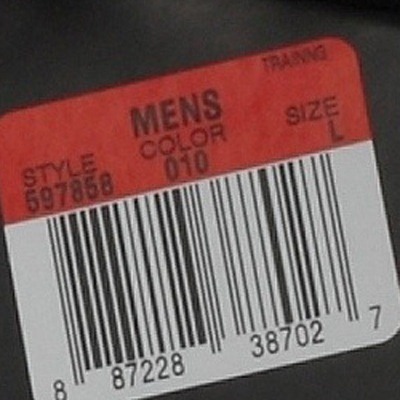 TRAINING
MENS
STYLE COLOR SIZE
597858 010 L
8 87228 38702 7